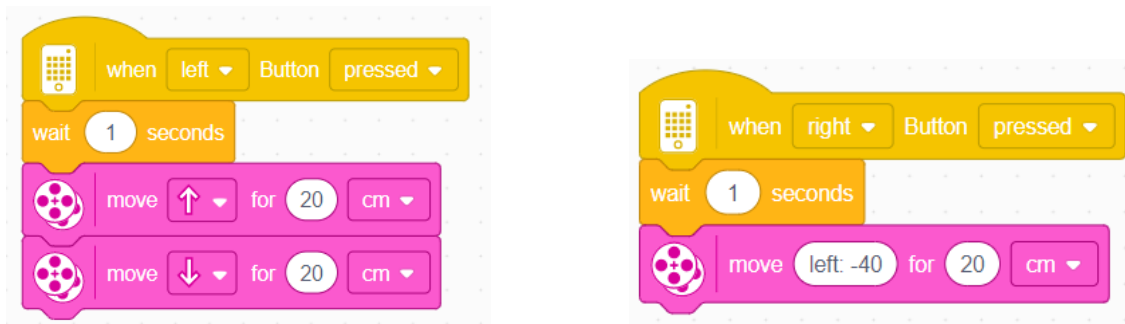 when left Button pressed
wait 1 seconds
move for 20 cm
move for 20 cm
when right Button pressed
wait 1 seconds
move left: -40 for 20 cm